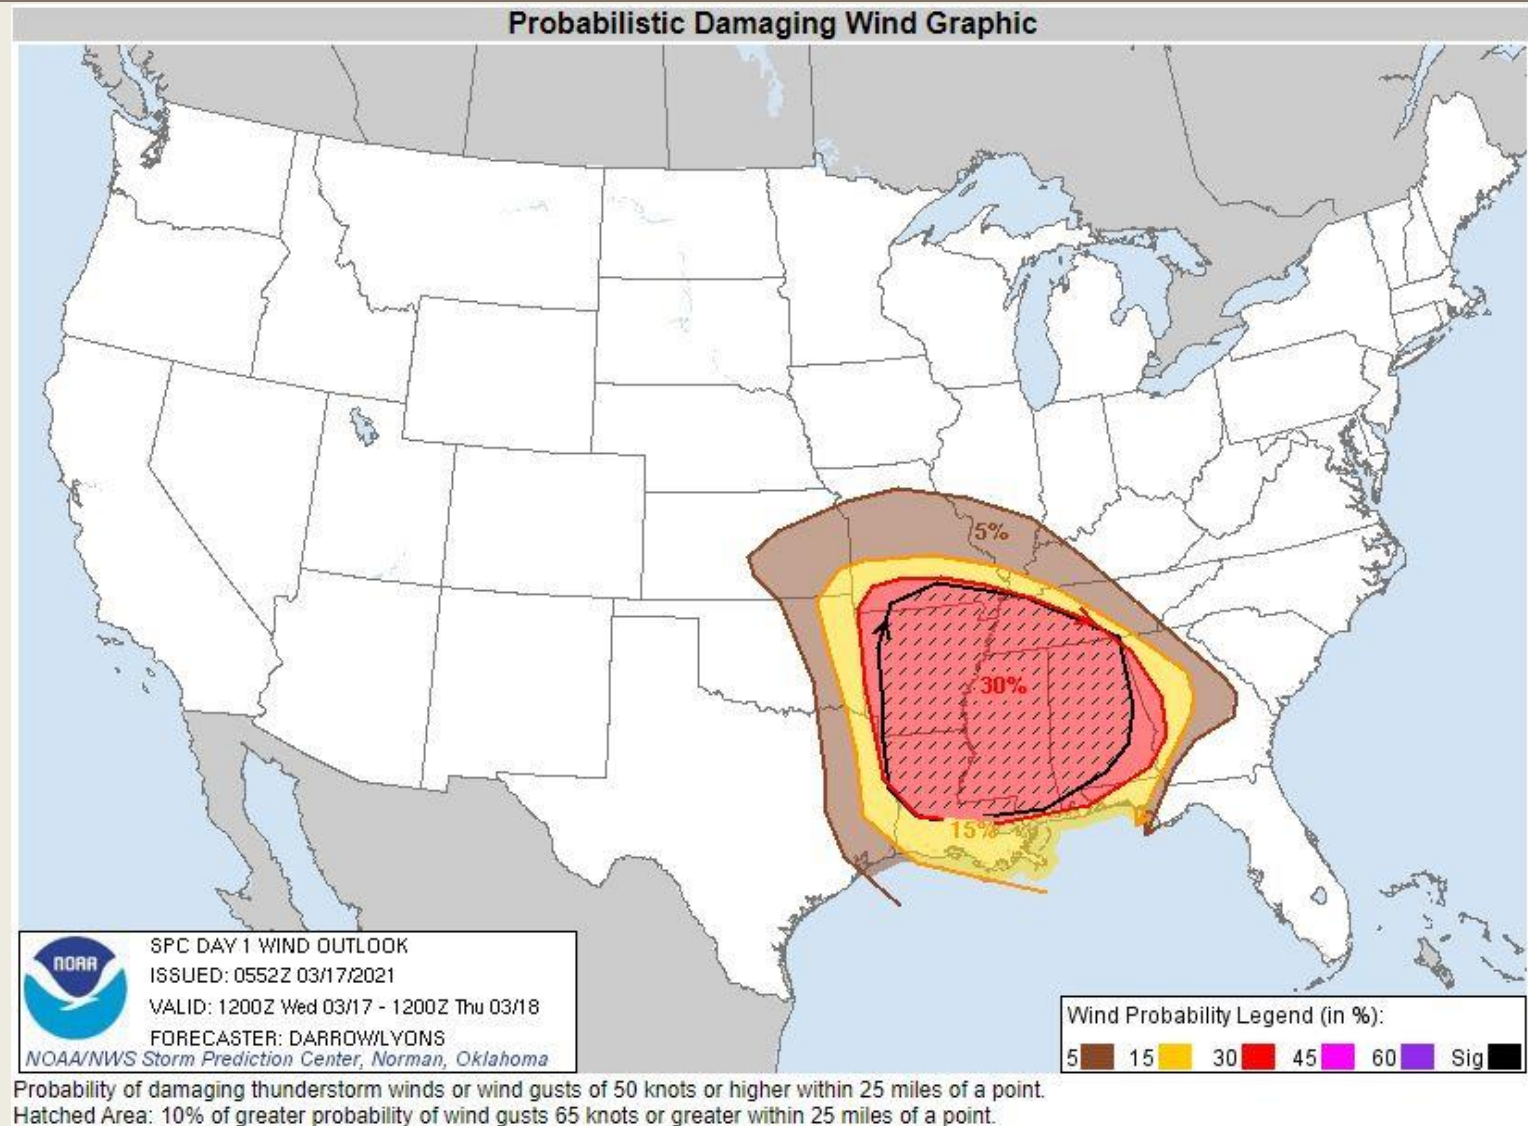 Probabilistic Damaging Wind Graphic
5%
30%
15%
NOAA
SPC DAY 1 WIND OUTLOOK
ISSUED: 0552Z 03/17/2021
VALID: 1200Z Wed 03/17 - 1200Z Thu 03/18
FORECASTER: DARROW/LYONS
NOAA/NWS Storm Prediction Center, Norman, Oklahoma
Wind Probability Legend (in %):
5 15 30 45 60 Sig
Probability of damaging thunderstorm winds or wind gusts of 50 knots or higher within 25 miles of a point.
Hatched Area: 10% of greater probability of wind gusts 65 knots or greater within 25 miles of a point.